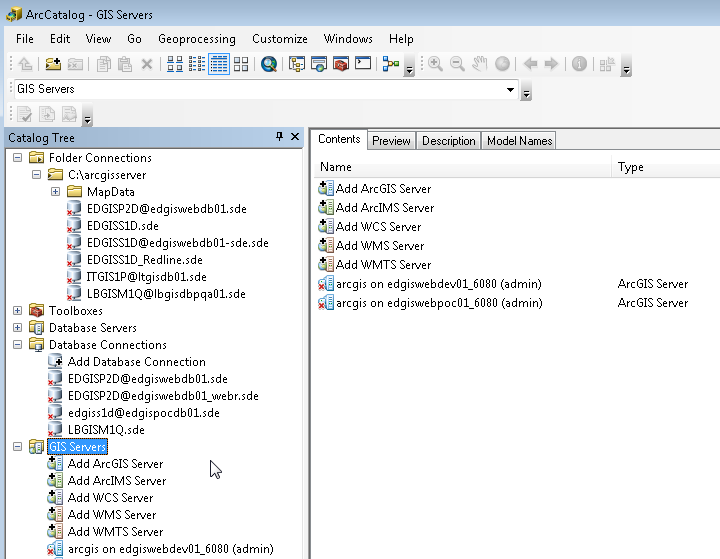 ArcCatalog - GIS Servers
File Edit View Go Geoprocessing Customize Windows Help
GIS Servers
Catalog Tree
Folder Connections
C:\arcgisserver
MapData
EDGISP2D@edgiswebdb01.sde
EDGISS1D.sde
EDGISS1D@edgiswebdb01-sde.sde
EDGISS1D_Redline.sde
ITGIS1P@ltgisdb01.sde
LBGISM1Q@lbgisdbpqa01.sde
Toolboxes
Database Servers
Database Connections
Add Database Connection
EDGISP2D@edgiswebdb01.sde
EDGISP2D@edgiswebdb01_webr.sde
edgiss1d@edgispocdb01.sde
LBGISM1Q.sde
GIS Servers
Add ArcGIS Server
Add ArcIMS Server
Add WCS Server
Add WMS Server
Add WMTS Server
arcgis on edgiswebdev01_6080 (admin)
Contents Preview Description Model Names
Name Type
Add ArcGIS Server
Add ArcIMS Server
Add WCS Server
Add WMS Server
Add WMTS Server
arcgis on edgiswebdev01_6080 (admin) ArcGIS Server
arcgis on edgiswebpoc01_6080 (admin) ArcGIS Server